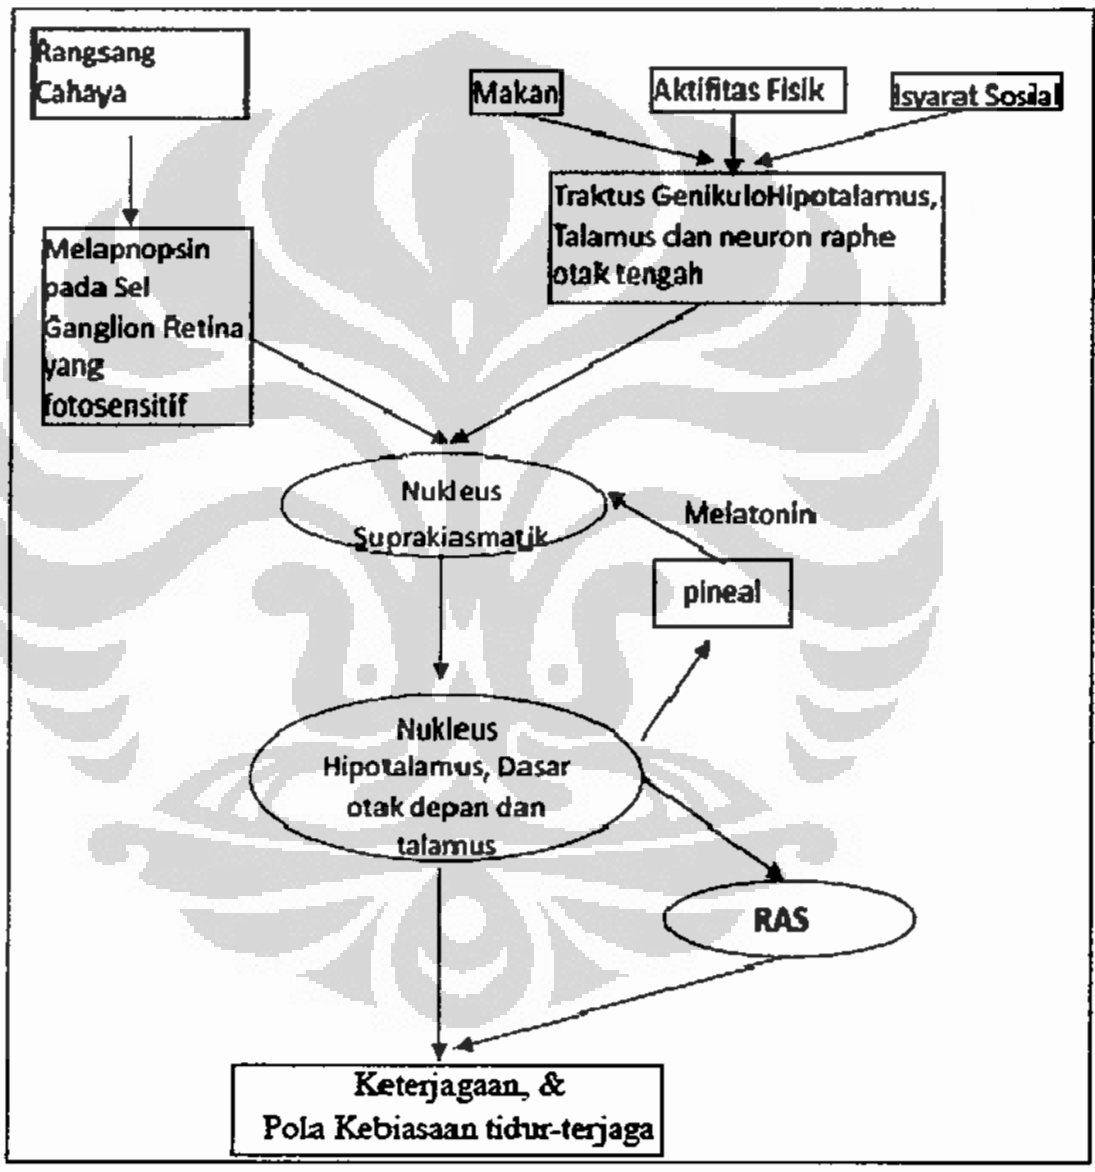 Rangsang
Cahaya
Makan
Aktifitas Fisik
Isyarat Sosial
Traktus GenikuloHipotalamus,
Talamus dan neuron raphe
otak tengah
Melapnopsin
pada Sel
Ganglion Retina
yang
fotosensitif
Nukleus
Suprakiasmatik
Melatonin
pineal
Nukleus
Hipotalamus, Dasar
otak depan dan
talamus
RAS
Keterjagaan, &
Pola Kebiasaan tidur-terjaga